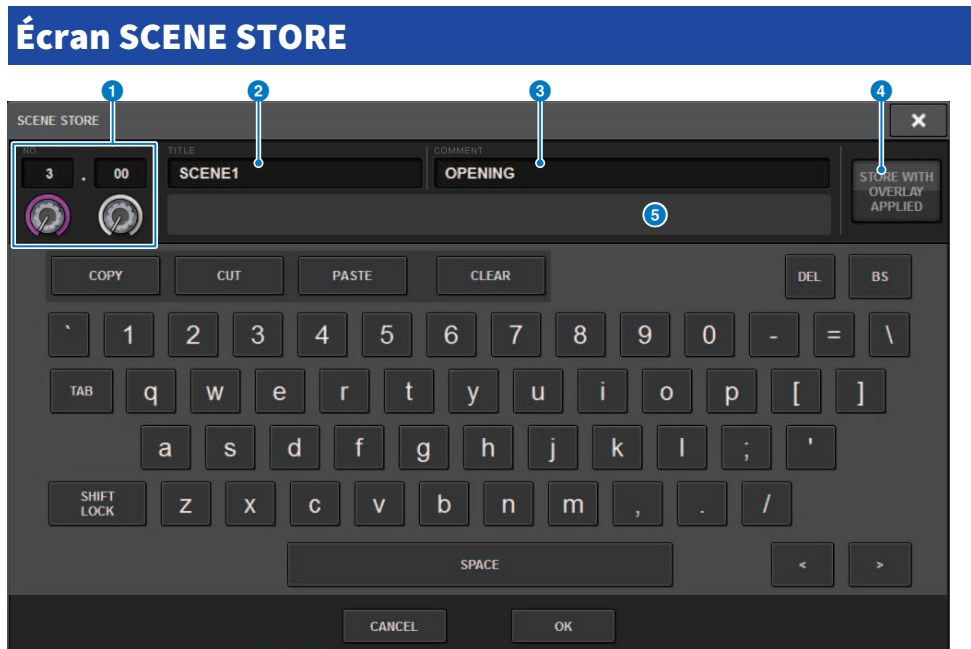 Écran SCENE STORE
1 2 3 4
SCENE STORE ×
NO. TITLE COMMENT
3 . 00 SCENE1 OPENING
STORE WITH
OVERLAY
APPLIED
5
COPY CUT PASTE CLEAR DEL BS
` 1 2 3 4 5 6 7 8 9 0 - = \
TAB q w e r t y u i o p [ ]
a s d f g h j k l ; '
SHIFT
LOCK
z x c v b n m , . /
SPACE < >
CANCEL OK